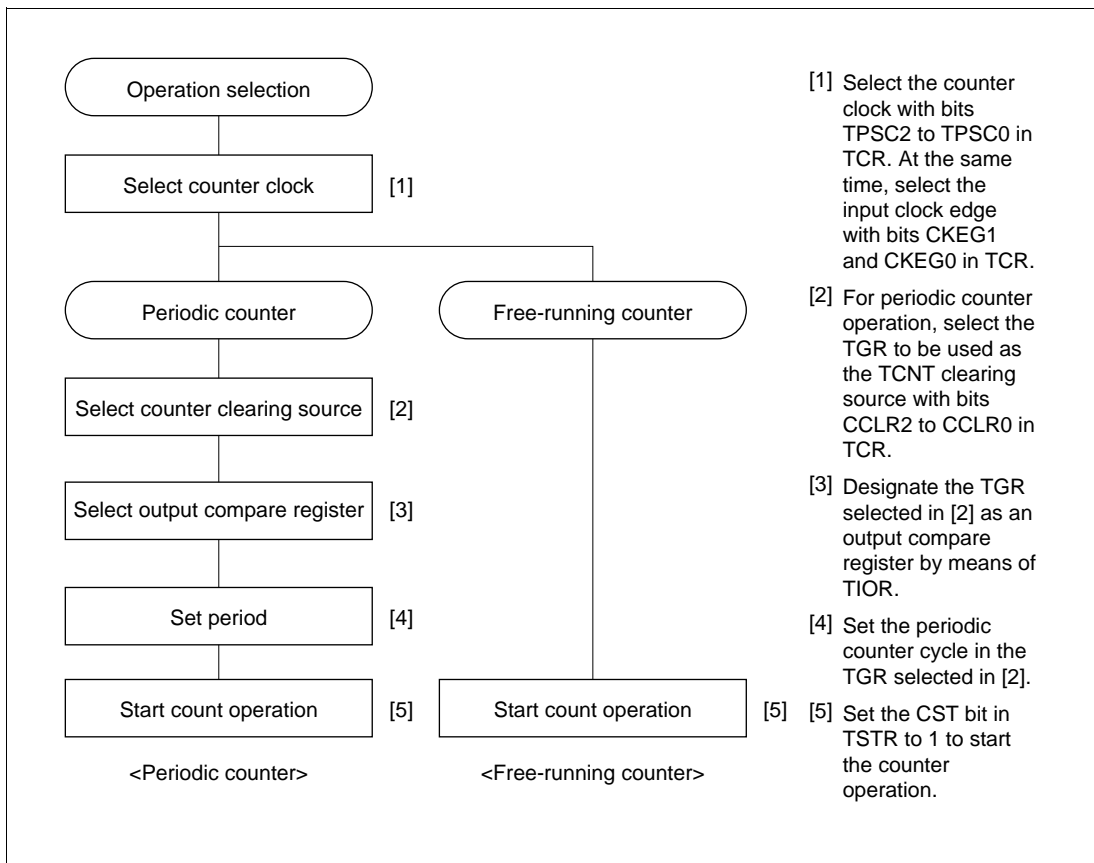 Operation selection
Select counter clock [1]
Periodic counter
Free-running counter
Select counter clearing source [2]
Select output compare register [3]
Set period [4]
Start count operation [5]
Start count operation [5]
<Periodic counter>
<Free-running counter>
[1] Select the counter
clock with bits
TPSC2 to TPSC0 in
TCR. At the same
time, select the
input clock edge
with bits CKEG1
and CKEG0 in TCR.
[2] For periodic counter
operation, select the
TGR to be used as
the TCNT clearing
source with bits
CCLR2 to CCLR0 in
TCR.
[3] Designate the TGR
selected in [2] as an
output compare
register by means of
TIOR.
[4] Set the periodic
counter cycle in the
TGR selected in [2].
[5] Set the CST bit in
TSTR to 1 to start
the counter
operation.